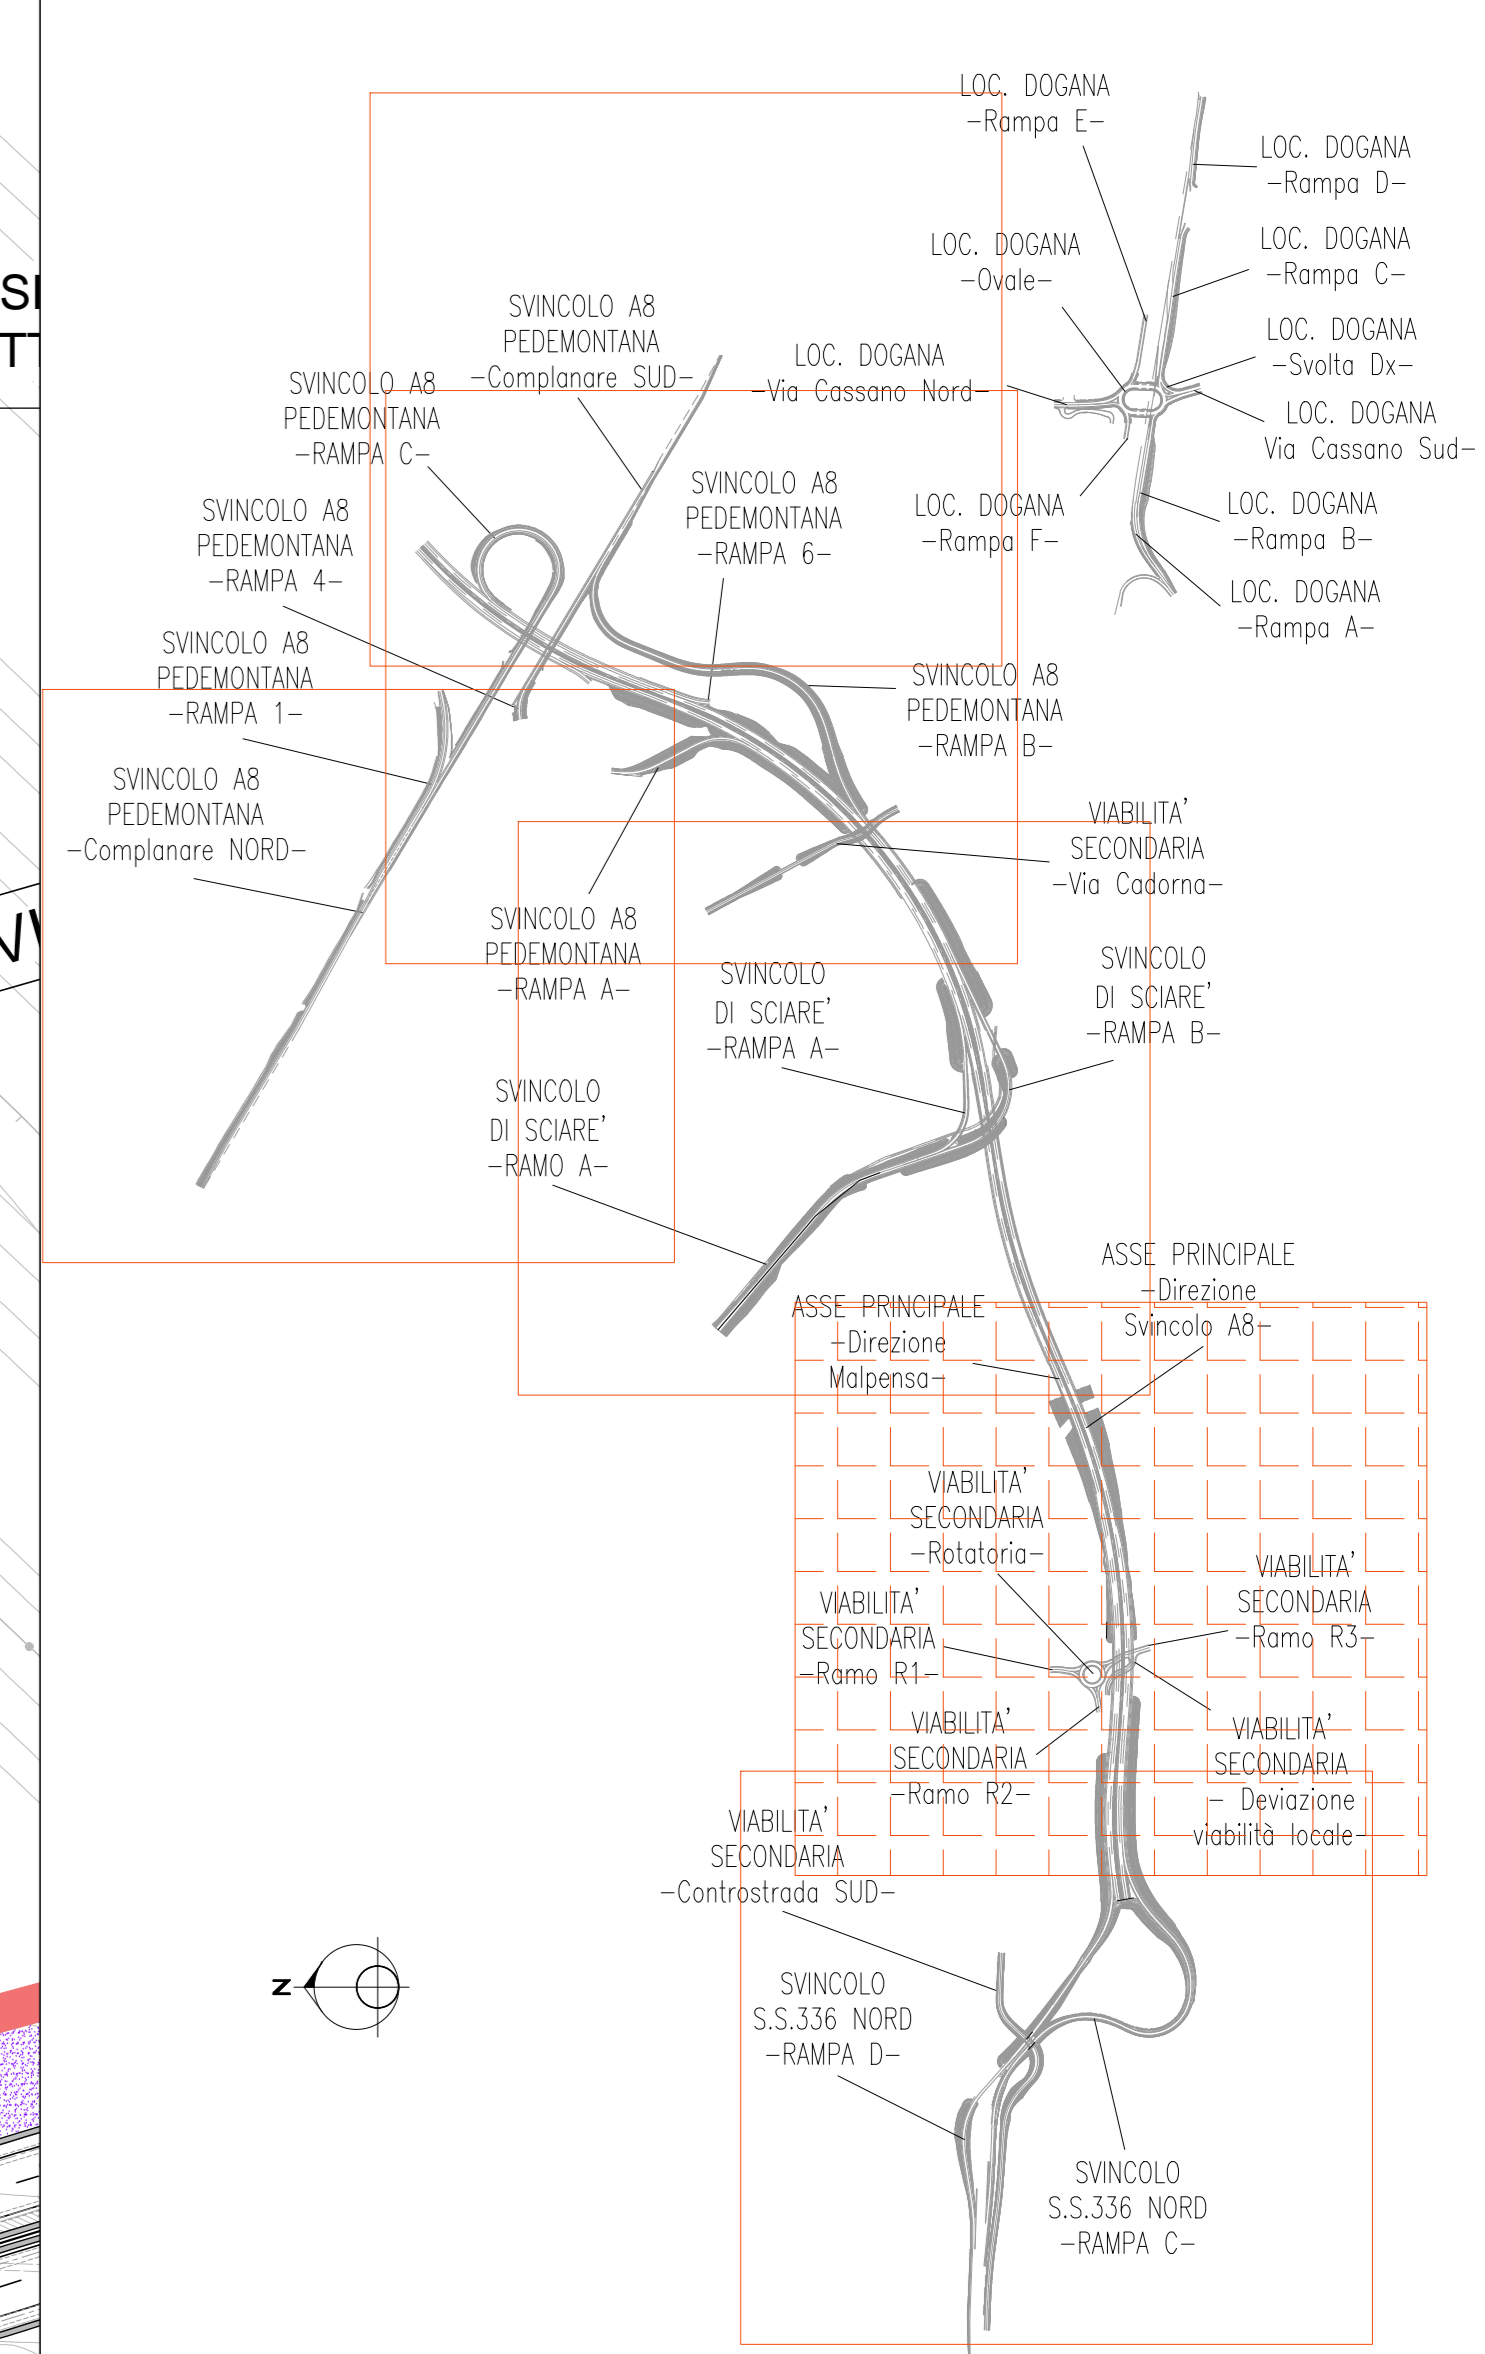 LOC. DOGANA
-Rampa E-
LOC. DOGANA
-Rampa D-
LOC. DOGANA
-Ovale-
LOC. DOGANA
-Rampa C-
SVINCOLO A8
PEDEMONTANA
-Complanare SUD-
LOC. DOGANA
-Via Cassano Nord-
LOC. DOGANA
-Svolta Dx-
SVINCOLO A8
PEDEMONTANA
-RAMPA C-
LOC. DOGANA
Via Cassano Sud-
SVINCOLO A8
PEDEMONTANA
-RAMPA 6-
SVINCOLO A8
PEDEMONTANA
-RAMPA 4-
LOC. DOGANA
-Rampa F-
LOC. DOGANA
-Rampa B-
LOC. DOGANA
-Rampa A-
SVINCOLO A8
PEDEMONTANA
-RAMPA 1-
SVINCOLO A8
PEDEMONTANA
-RAMPA B-
SVINCOLO A8
PEDEMONTANA
-Complanare NORD-
VIABILITA'
SECONDARIA
-Via Cadorna-
SVINCOLO A8
PEDEMONTANA
-RAMPA A-
SVINCOLO
DI SCIARE'
-RAMPA A-
SVINCOLO
DI SCIARE'
-RAMPA B-
SVINCOLO
DI SCIARE'
-RAMO A-
ASSE PRINCIPALE
-Direzione
Svincolo A8-
ASSE PRINCIPALE
-Direzione
Malpensa-
VIABILITA'
SECONDARIA
-Rotatoria-
VIABILITA'
SECONDARIA
-Ramo R3-
VIABILITA'
SECONDARIA
-Ramo R1-
VIABILITA'
SECONDARIA
-Ramo R2-
VIABILITA'
SECONDARIA
- Deviazione
viabilità locale-
VIABILITA'
SECONDARIA
-Controstrada SUD-
N
SVINCOLO
S.S.336 NORD
-RAMPA D-
SVINCOLO
S.S.336 NORD
-RAMPA C-